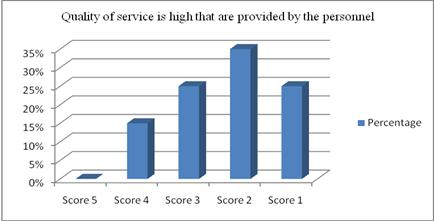 Quality of service is high that are provided by the personnel
35%
30%
25%
20%
15%
10%
5%
0%
Score 5 Score 4 Score 3 Score 2 Score 1
Percentage